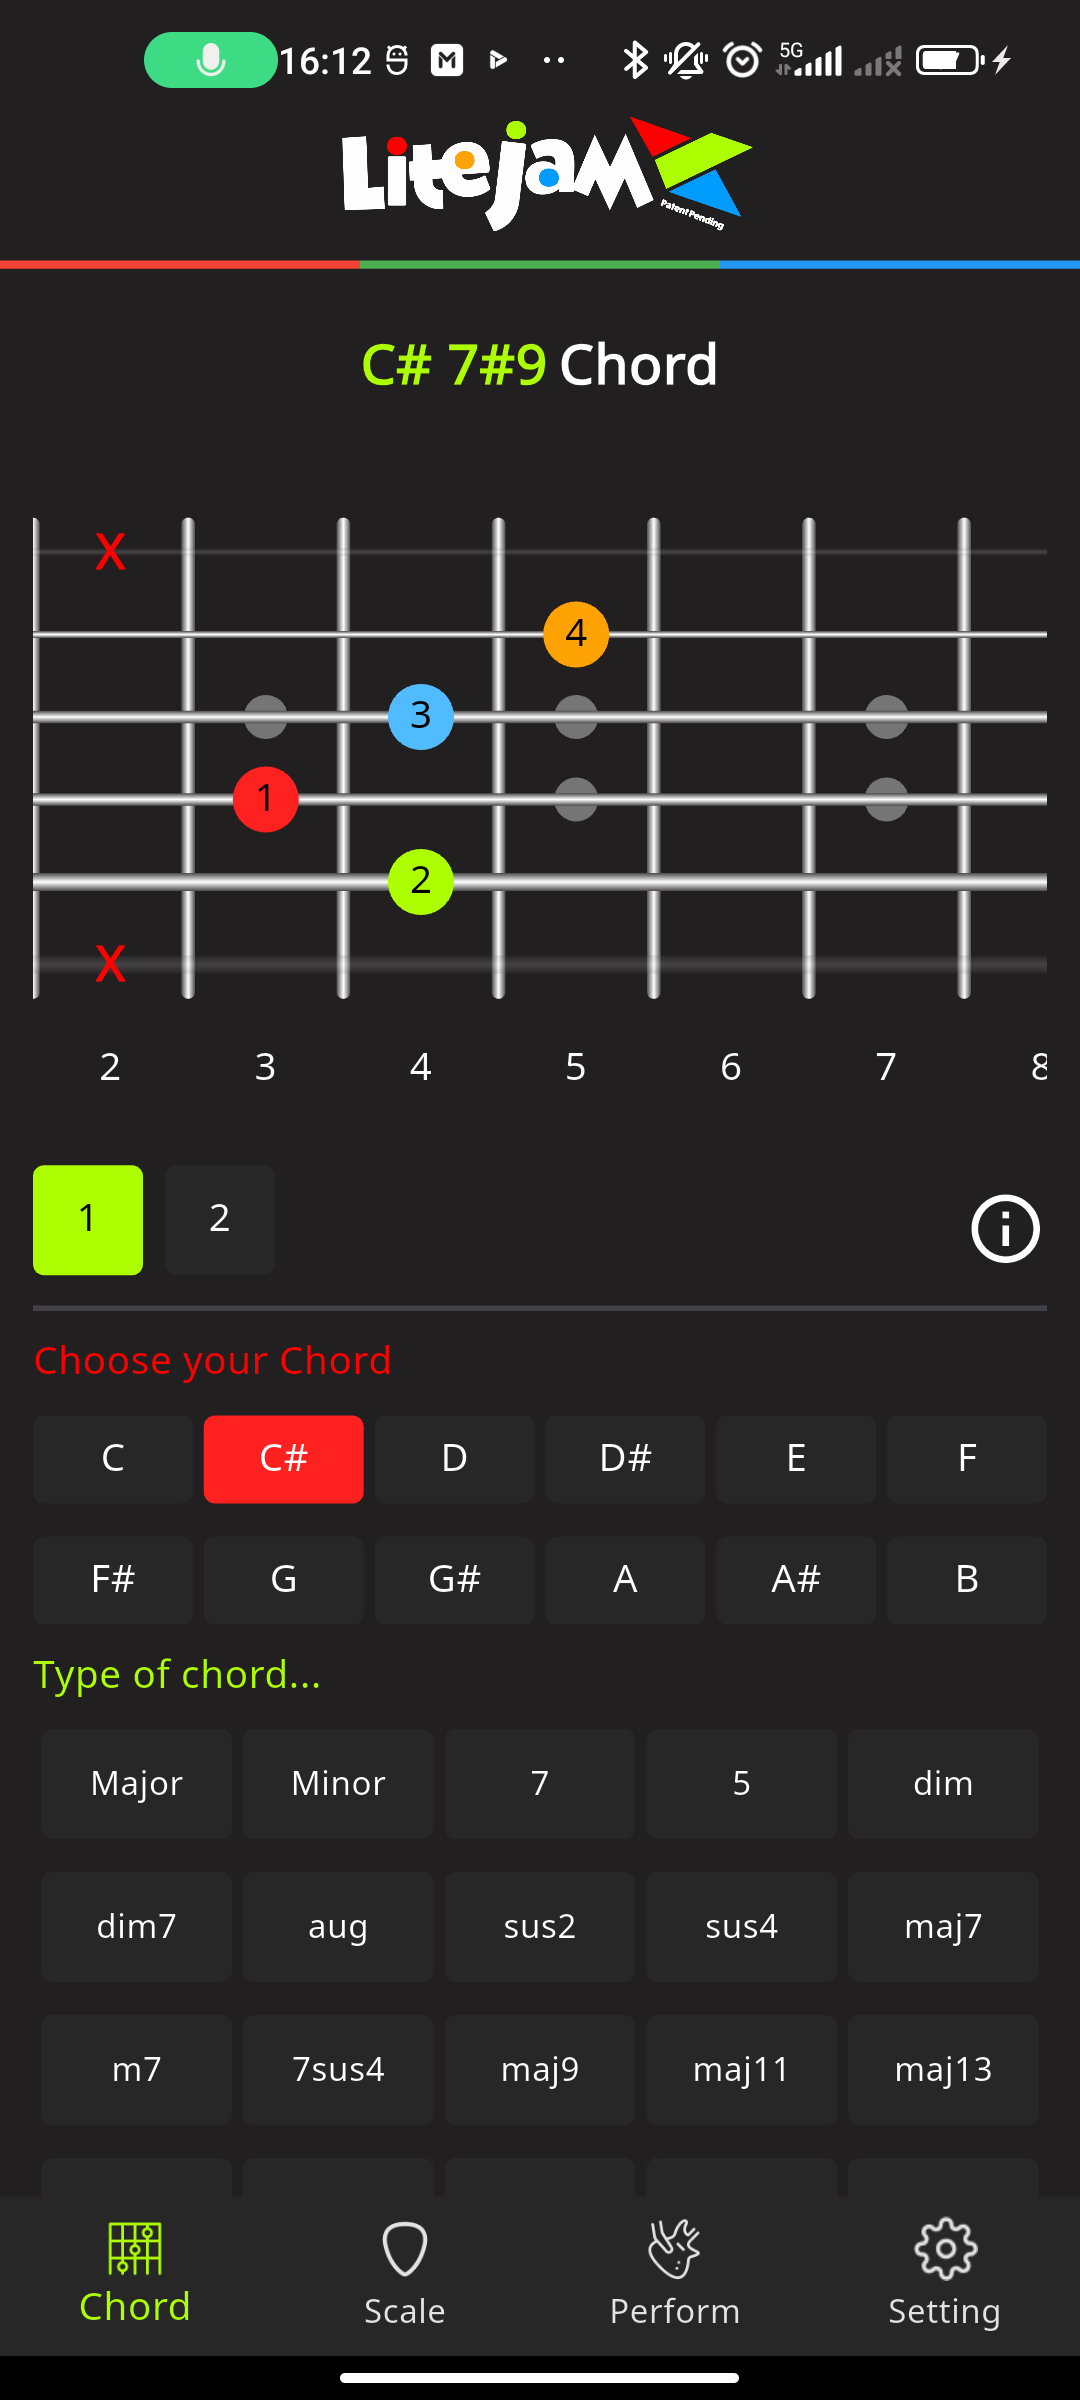 16:12
5G
LiteJam
Patent Pending
C# 7#9 Chord
X
4
3
1
2
X
2 3 4 5 6 7 8
1 2
Choose your Chord
C C# D D# E F
F# G G# A A# B
Type of chord...
Major Minor 7 5 dim
dim7 aug sus2 sus4 maj7
m7 7sus4 maj9 maj11 maj13
Chord Scale Perform Setting